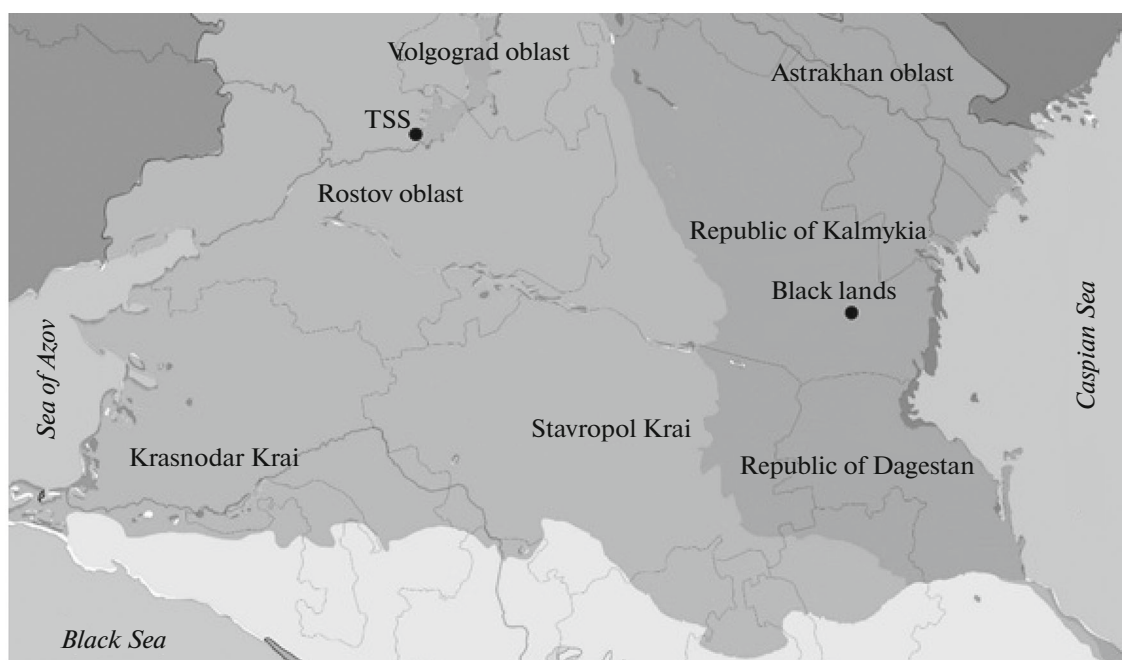 Volgograd oblast
Astrakhan oblast
TSS
Rostov oblast
Republic of Kalmykia
Black lands
Sea of Azov
Caspian Sea
Stavropol Krai
Krasnodar Krai
Republic of Dagestan
Black Sea